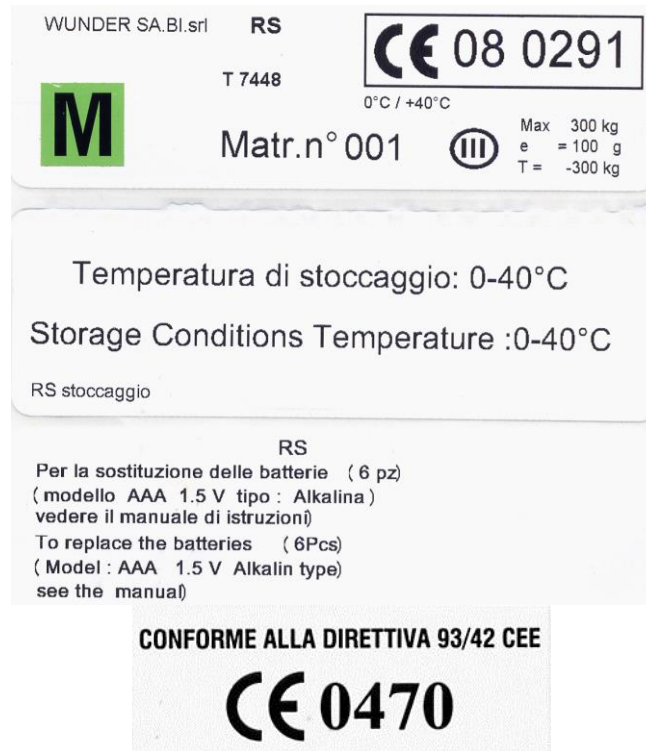 WUNDER SA.BI.srl RS
CE 08 0291
T 7448
0°C / +40°C
M
Matr.n° 001
III
Max 300 kg
e = 100 g
T = -300 kg
Temperatura di stoccaggio: 0-40°C
Storage Conditions Temperature :0-40°C
RS stoccaggio
RS
Per la sostituzione delle batterie ( 6 pz)
( modello AAA 1.5 V tipo : Alkalina )
vedere il manuale di istruzioni)
To replace the batteries ( 6Pcs)
( Model : AAA 1.5 V Alkalin type)
see the manual)
CONFORME ALLA DIRETTIVA 93/42 CEE
CE 0470